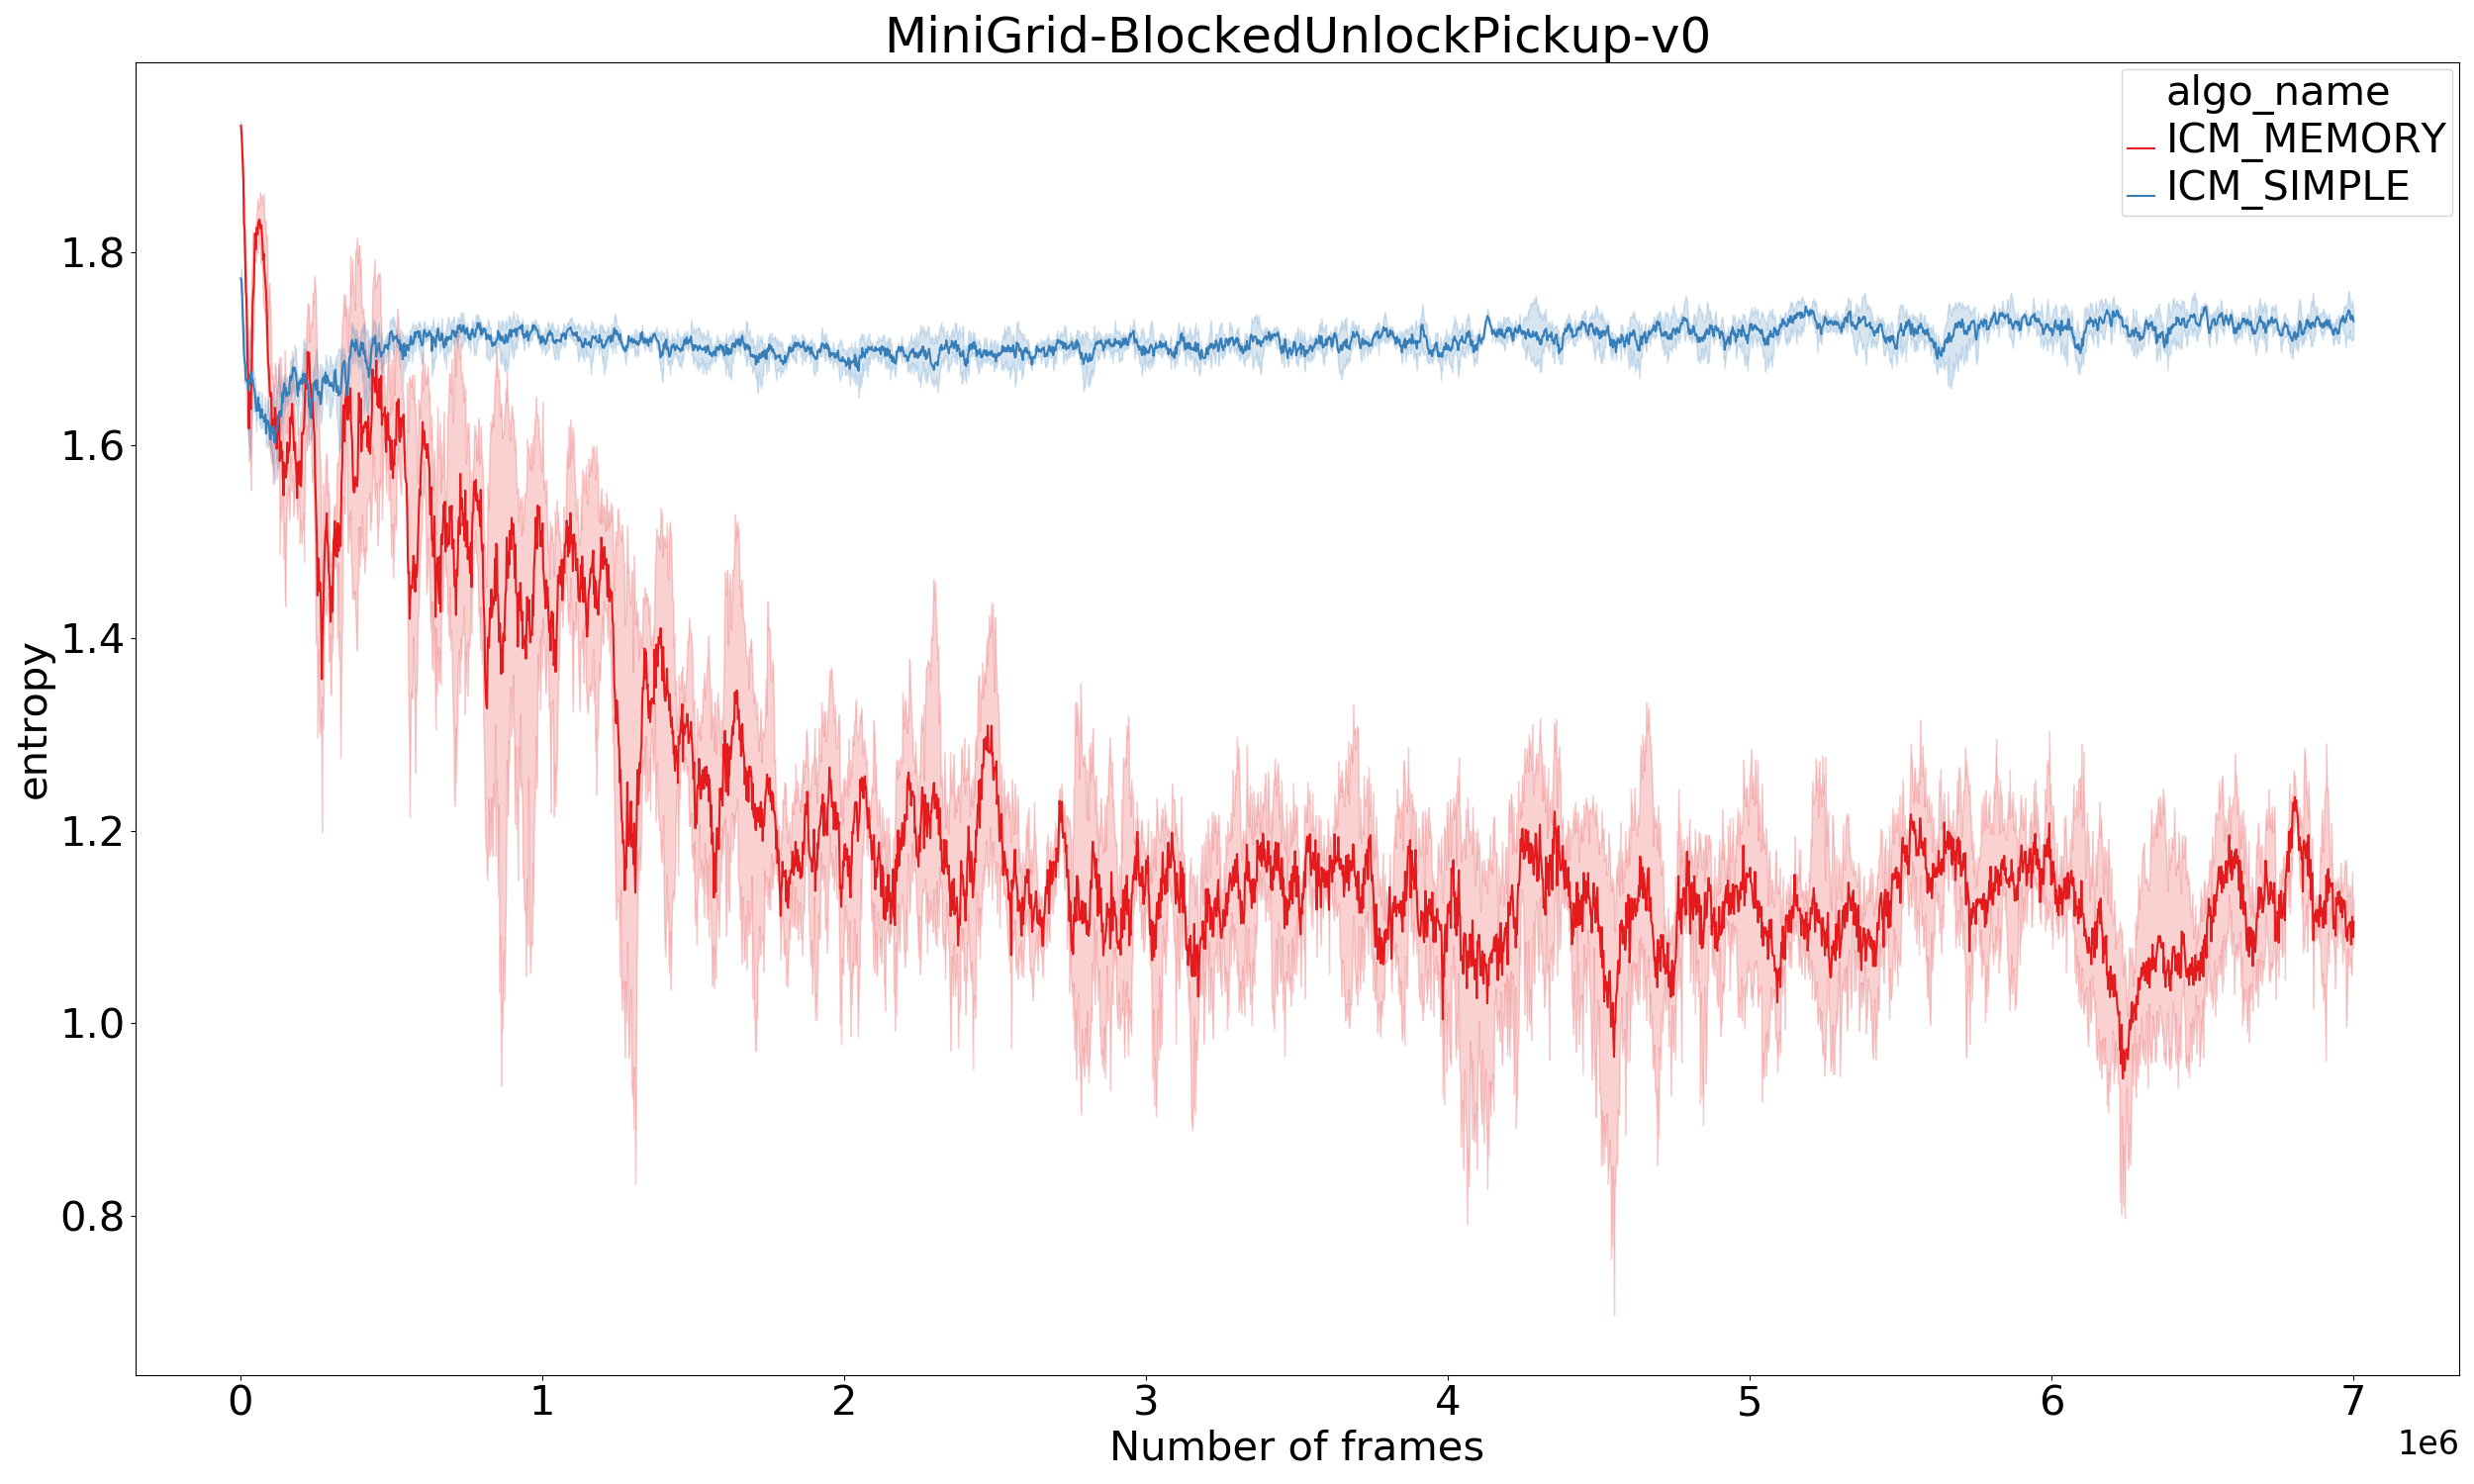 MiniGrid-BlockedUnlockPickup-v0
algo_name
ICM_MEMORY
ICM_SIMPLE
entropy
1.8
1.6
1.4
1.2
1.0
0.8
0 1 2 3 4 5 6 7
1e6
Number of frames